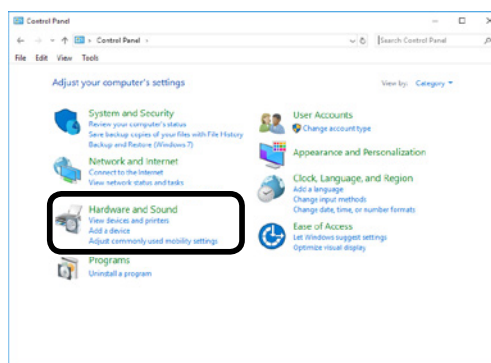 Control Panel
Control Panel
Search Control Panel
File Edit View Tools
Adjust your computer's settings
View by: Category
System and Security
Review your computer's status
Save backup copies of your files with File History
Backup and Restore (Windows 7)
Network and Internet
Connect to the Internet
View network status and tasks
Hardware and Sound
View devices and printers
Add a device
Adjust commonly used mobility settings
Programs
Uninstall a program
User Accounts
Change account type
Appearance and Personalization
Clock, Language, and Region
Add a language
Change input methods
Change date, time, or number formats
Ease of Access
Let Windows suggest settings
Optimize visual display